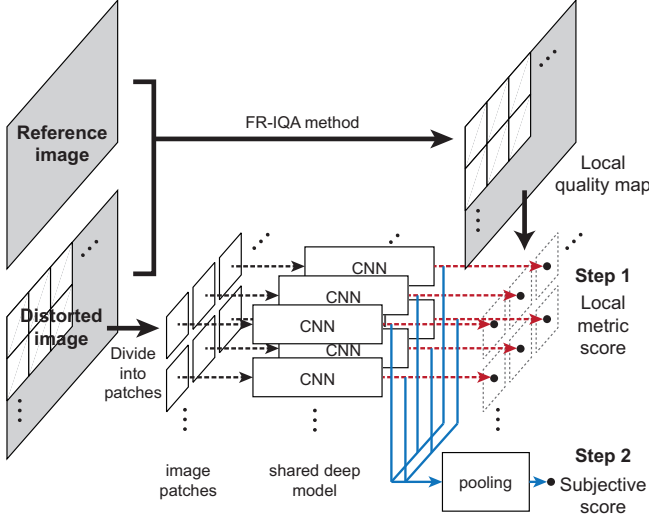 Reference
image
FR-IQA method
Local
quality map
Distorted
image
Divide
into
patches
CNN
CNN
CNN
CNN
CNN
Step 1
Local
metric
score
image
patches
shared deep
model
pooling
Step 2
Subjective
score